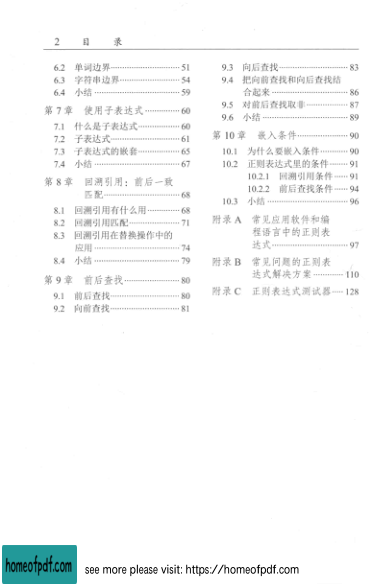 2 目 录
6.2 单词边界 51
6.3 字符串边界 54
6.4 小结 59
第 7 章 使用子表达式 60
7.1 什么是子表达式 60
7.2 子表达式 61
7.3 子表达式的嵌套 65
7.4 小结 67
第 8 章 回溯引用：前后一致
匹配 68
8.1 回溯引用有什么用 68
8.2 回溯引用匹配 71
8.3 回溯引用在替换操作中的
应用 74
8.4 小结 79
第 9 章 前后查找 80
9.1 前后查找 80
9.2 向前查找 81
9.3 向后查找 83
9.4 把向前查找和向后查找结
合起来 86
9.5 对前后查找取非 87
9.6 小结 89
第 10 章 嵌入条件 90
10.1 为什么要嵌入条件 90
10.2 正则表达式里的条件 91
10.2.1 回溯引用条件 91
10.2.2 前后查找条件 94
10.3 小结 96
附录 A 常见应用软件和编
程语言中的正则表
达式 97
附录 B 常见问题的正则表
达式解决方案 110
附录 C 正则表达式测试器 128
homeofpdf.com
see more please visit: https://homeofpdf.com